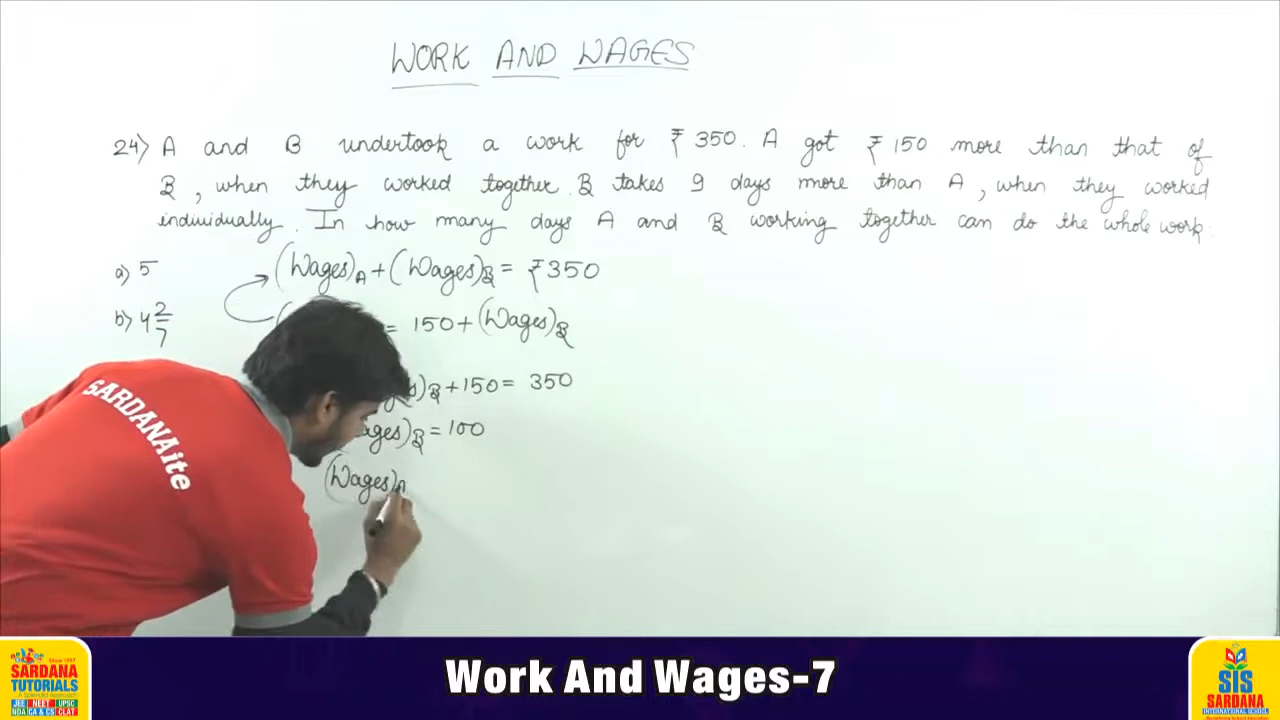 WORK AND WAGES
24) A and B undertook a work for ₹ 350. A got ₹ 150 more than that of
B, when they worked together. B takes 9 days more than A, when they worked
individually. In how many days A and B working together can do the whole work.
a) 5
(Wages)A + (Wages)B = ₹350
b) 4 2/7
= 150 + (Wages)B
)B + 150 = 350
)B = 100
(Wages)A
SARDANAite
SARDANA
TUTORIALS
A Splendid Approach
JEE NEET UPSC
NDA CA & CS CLAT
Work And Wages-7
SIS
SARDANA
INTERNATIONAL SCHOOL